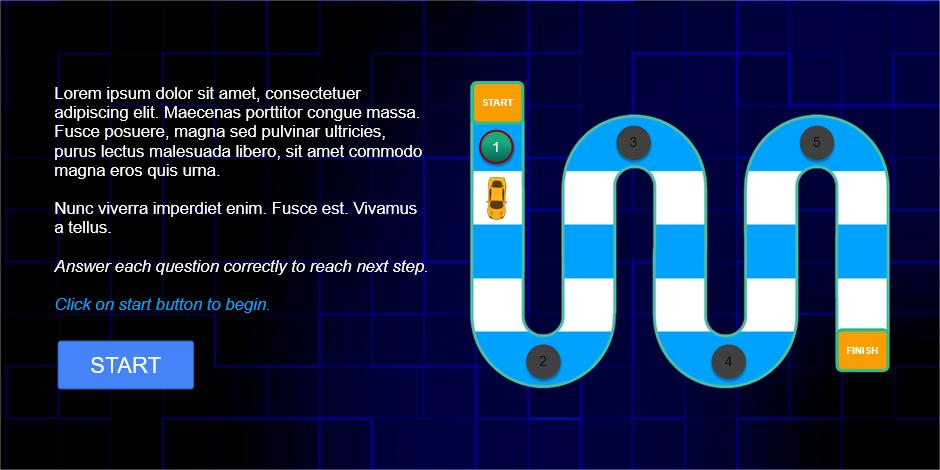 Lorem ipsum dolor sit amet, consectetuer
adipiscing elit. Maecenas porttitor congue massa.
Fusce posuere, magna sed pulvinar ultricies,
purus lectus malesuada libero, sit amet commodo
magna eros quis urna.
Nunc viverra imperdiet enim. Fusce est. Vivamus
a tellus.
Answer each question correctly to reach next step.
Click on start button to begin.
START
START
1
2
3
4
5
FINISH